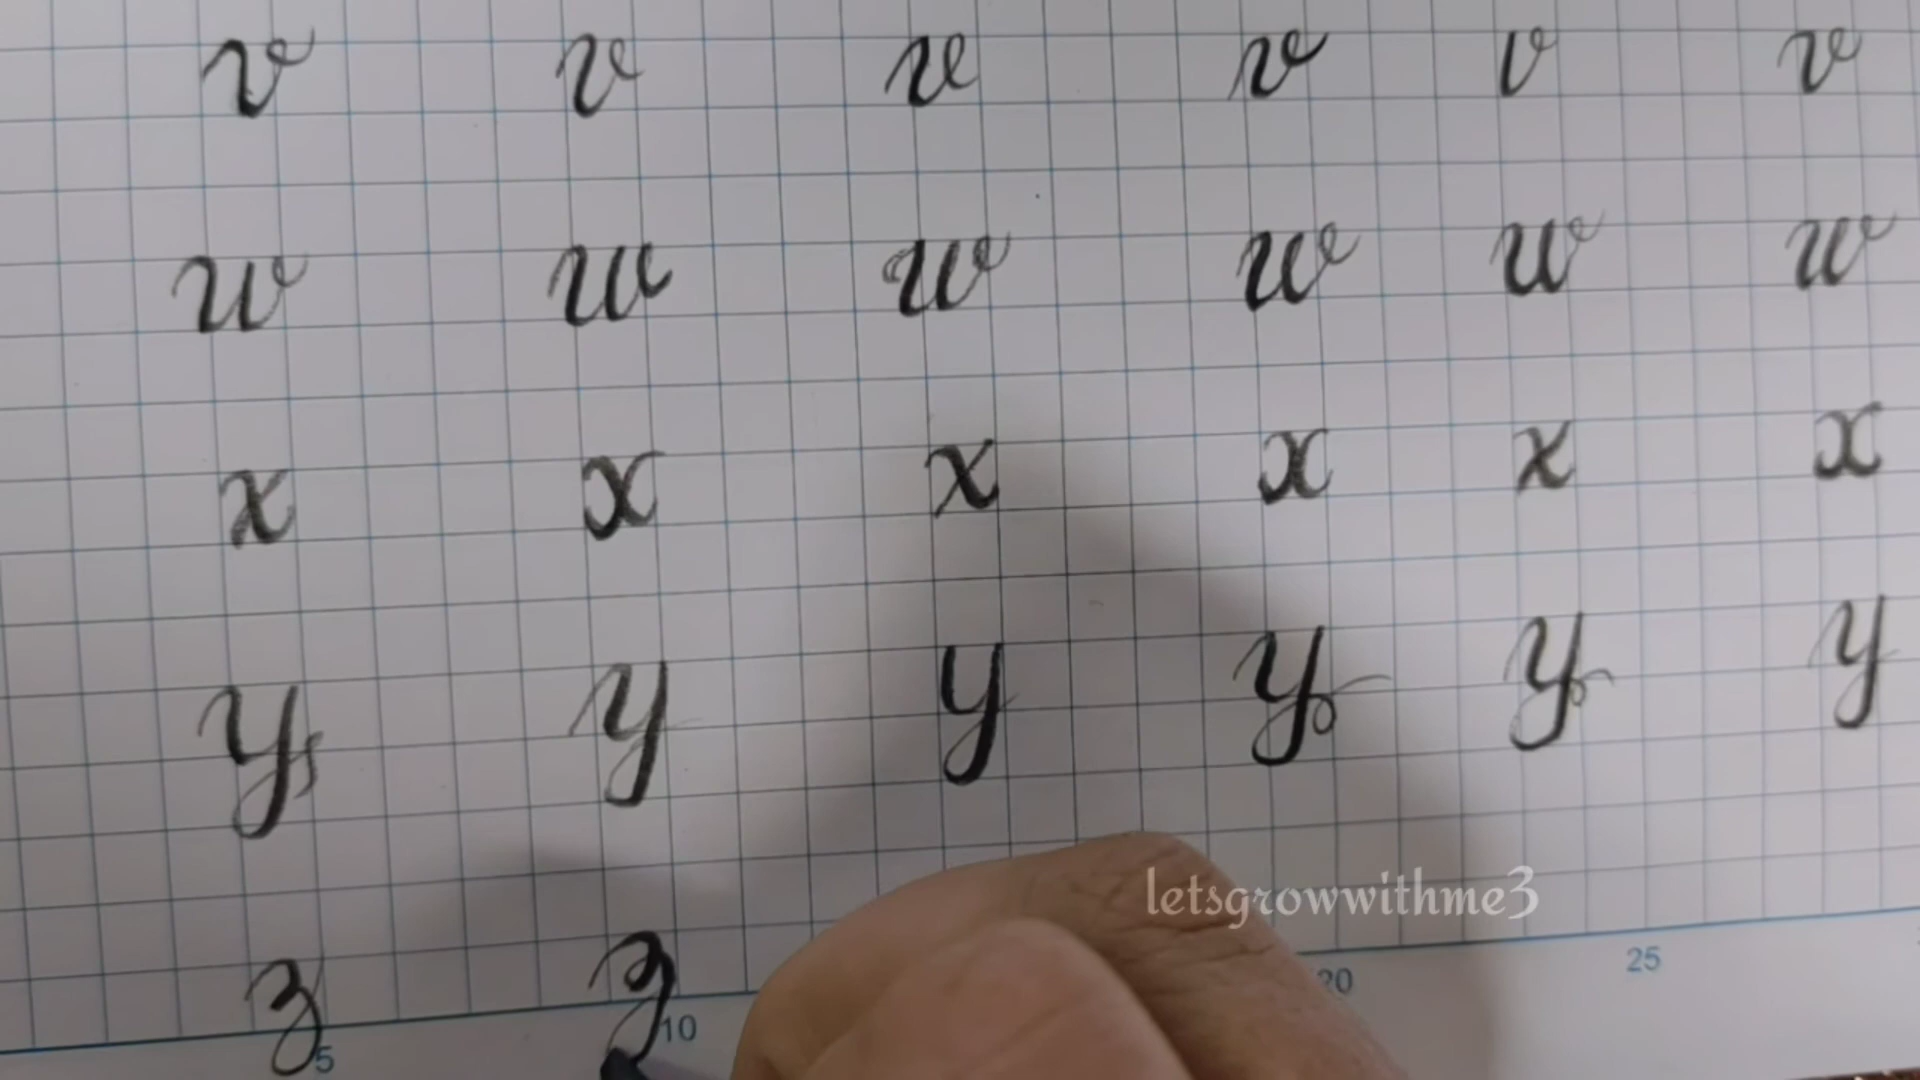 v v v v v v
w w w w w w
x x x x x x
y y y y y y
letsgrowwithme3
z z
5 10 20 25